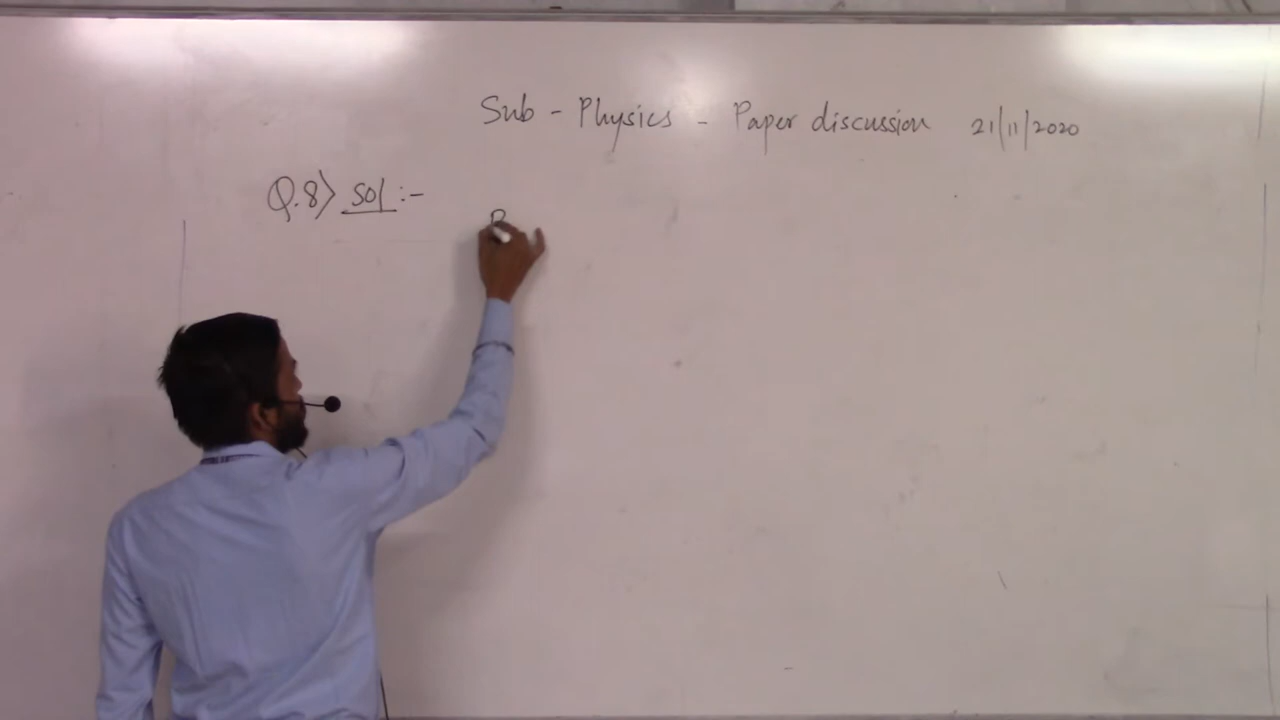 Sub - Physics - Paper discussion 21/11/2020
Q.8> sol :-